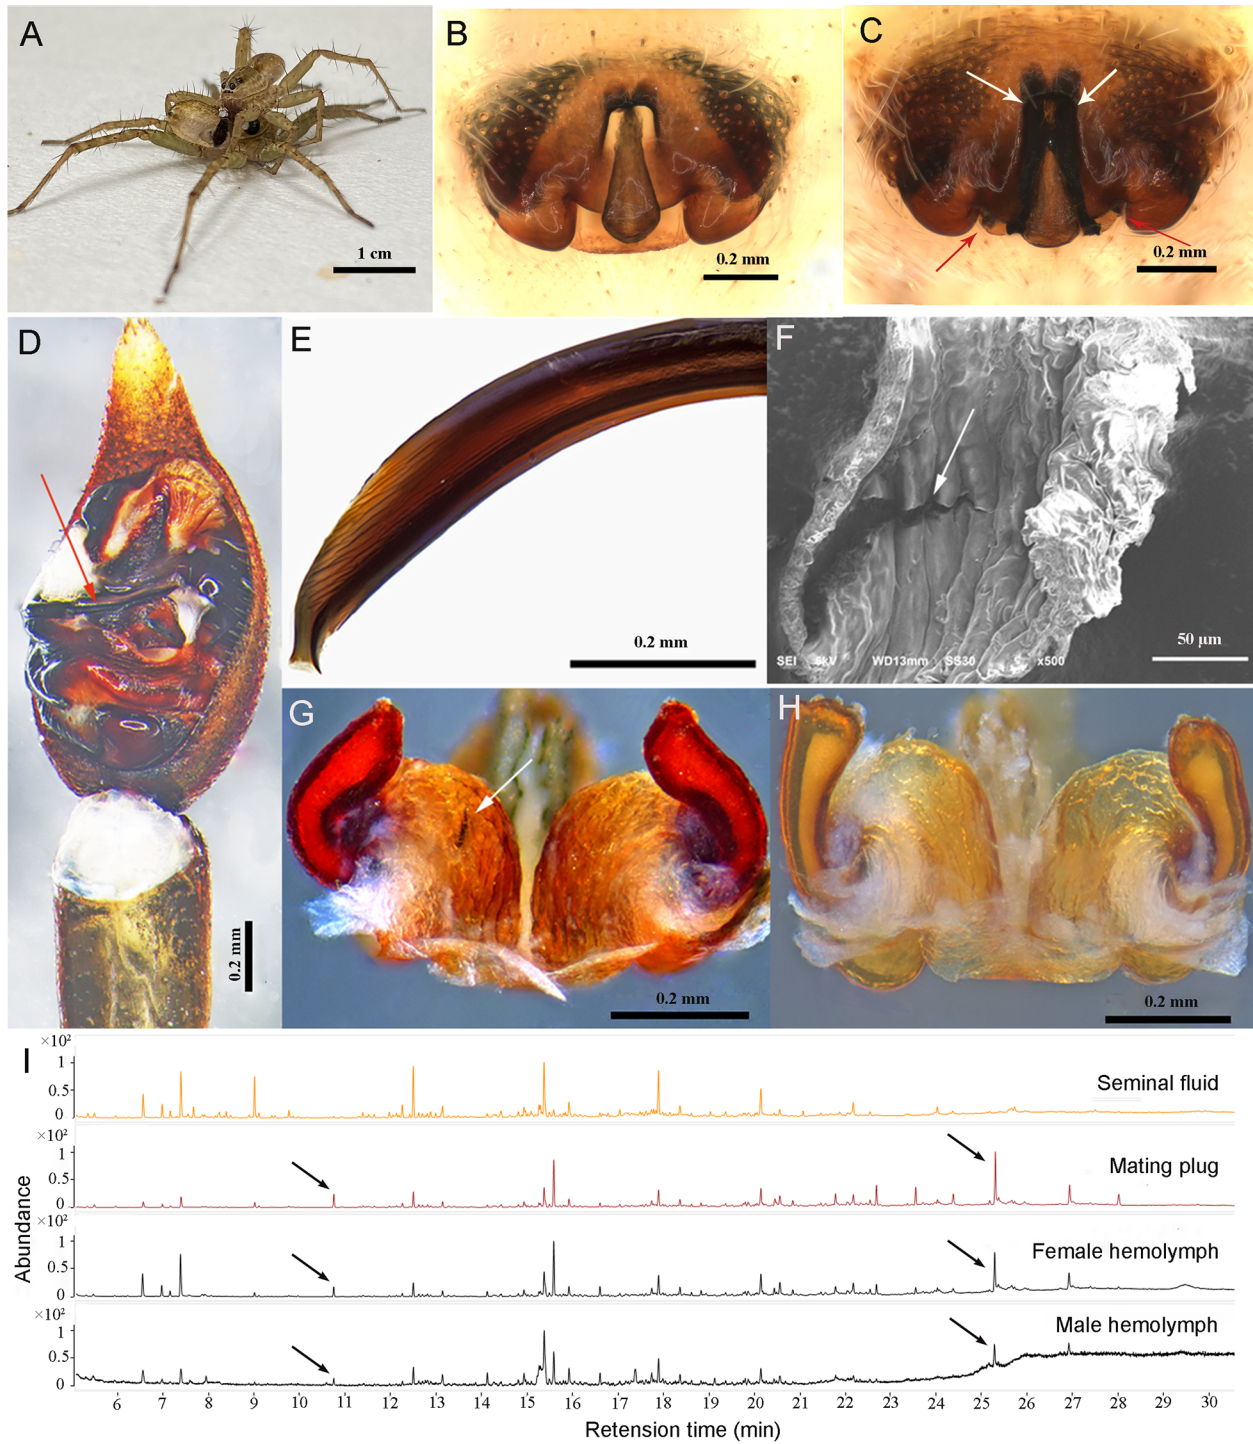 A
1 cm
B
0.2 mm
C
0.2 mm
D
0.2 mm
E
0.2 mm
F
50 μm
SEI 5kV WD13mm SS30 x500
G
0.2 mm
H
0.2 mm
I
Abundance
×10²
1
0.5
0
Seminal fluid
×10²
1
0.5
0
Mating plug
×10²
1
0.5
0
Female hemolymph
×10²
1
0.5
0
Male hemolymph
6 7 8 9 10 11 12 13 14 15 16 17 18 19 20 21 22 23 24 25 26 27 28 29 30
Retension time (min)